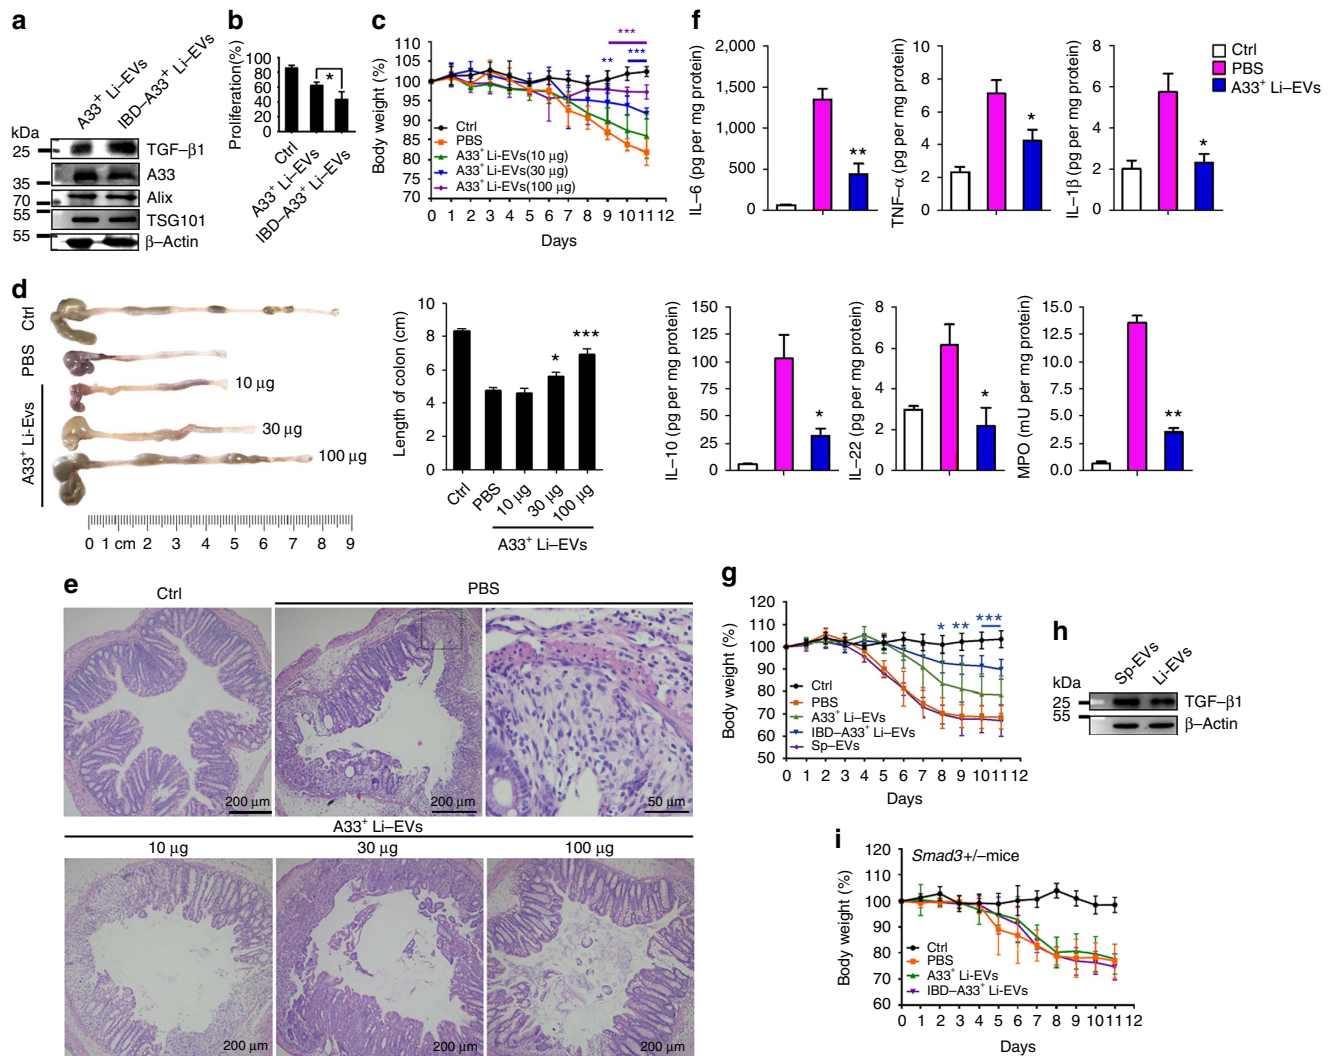 a
A33+ Li–EVs
IBD–A33+ Li–EVs
kDa
25
35
70
55
55
TGF–β1
A33
Alix
TSG101
β–Actin
b
Proliferation(%)
100
80
60
40
20
0
*
Ctrl
A33+ Li–EVs
IBD–A33+ Li–EVs
c
Body weight (%)
110
105
100
95
90
85
80
75
70
***
**
***
Ctrl
PBS
A33+ Li–EVs(10 µg)
A33+ Li–EVs(30 µg)
A33+ Li–EVs(100 µg)
0 1 2 3 4 5 6 7 8 9 10 11 12
Days
f
IL–6 (pg per mg protein)
2,000
1,500
1,000
500
0
**
TNF–α (pg per mg protein)
10
8
6
4
2
0
*
IL–1β (pg per mg protein)
8
6
4
2
0
*
Ctrl
PBS
A33+ Li–EVs
IL–10 (pg per mg protein)
150
125
100
75
50
25
0
*
IL–22 (pg per mg protein)
8
6
4
2
0
*
MPO (mU per mg protein)
15.0
12.5
10.0
7.5
5.0
2.5
0.0
**
d
Ctrl
PBS
A33+ Li-Evs
10 µg
30 µg
100 µg
0 1 cm 2 3 4 5 6 7 8 9
Length of colon (cm)
10
8
6
4
2
0
*
***
Ctrl
PBS
10 µg
30 µg
100 µg
A33+ Li–EVs
e
Ctrl
PBS
200 µm
200 µm
50 µm
A33+ Li–EVs
10 µg
30 µg
100 µg
200 µm
200 µm
200 µm
g
Body weight (%)
120
110
100
90
80
70
60
50
* ** ***
Ctrl
PBS
A33+ Li–EVs
IBD–A33+ Li–EVs
Sp–EVs
0 1 2 3 4 5 6 7 8 9 10 11 12
Days
h
Sp-EVs
Li-EVs
kDa
25
55
TGF–β1
β–Actin
i
Smad3+/–mice
Body weight (%)
120
110
100
90
80
70
60
Ctrl
PBS
A33+ Li-EVs
IBD–A33+ Li-EVs
0 1 2 3 4 5 6 7 8 9 10 11 12
Days